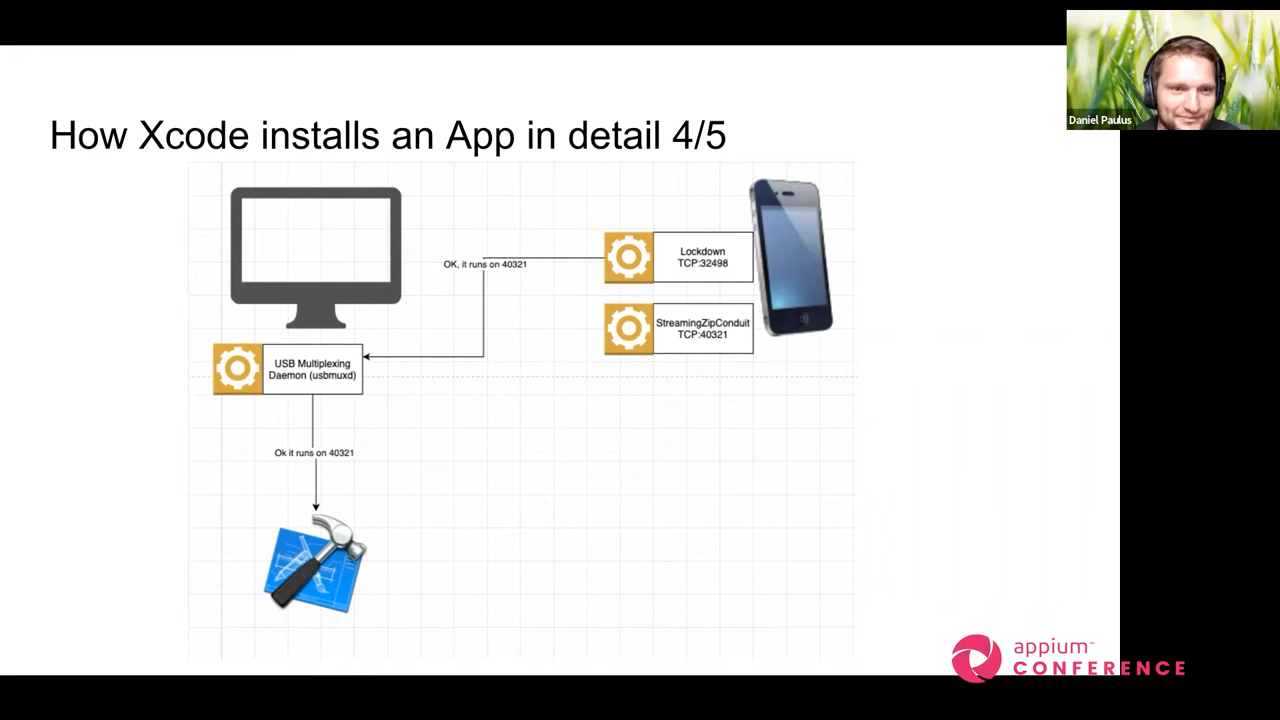 Daniel Paulus
How Xcode installs an App in detail 4/5
Lockdown
TCP:32498
OK, it runs on 40321
StreamingZipConduit
TCP:40321
USB Multiplexing
Daemon (usbmuxd)
Ok it runs on 40321
appium™
CONFERENCE